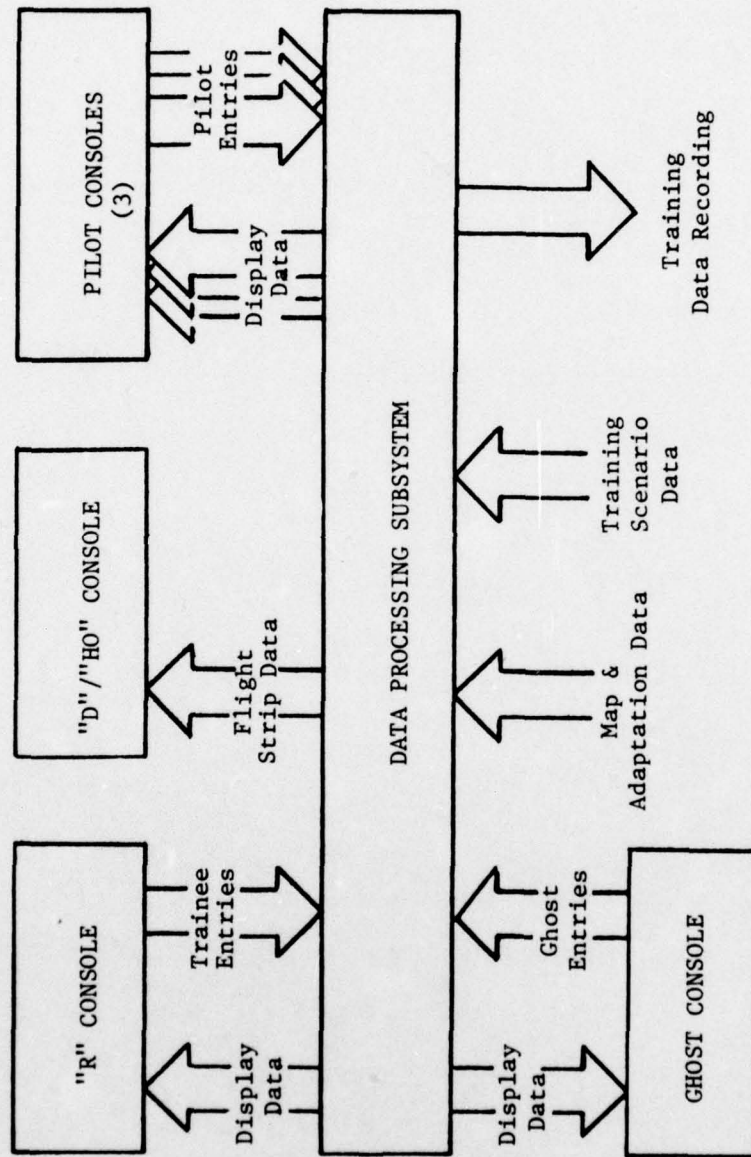 "R" CONSOLE
"D"/"HO" CONSOLE
PILOT CONSOLES
(3)
Display
Data
Trainee
Entries
Flight
Strip Data
Display
Data
Pilot
Entries
DATA PROCESSING SUBSYSTEM
Display
Data
Ghost
Entries
Map &
Adaptation Data
Training
Scenario
Data
Training
Data Recording
GHOST CONSOLE